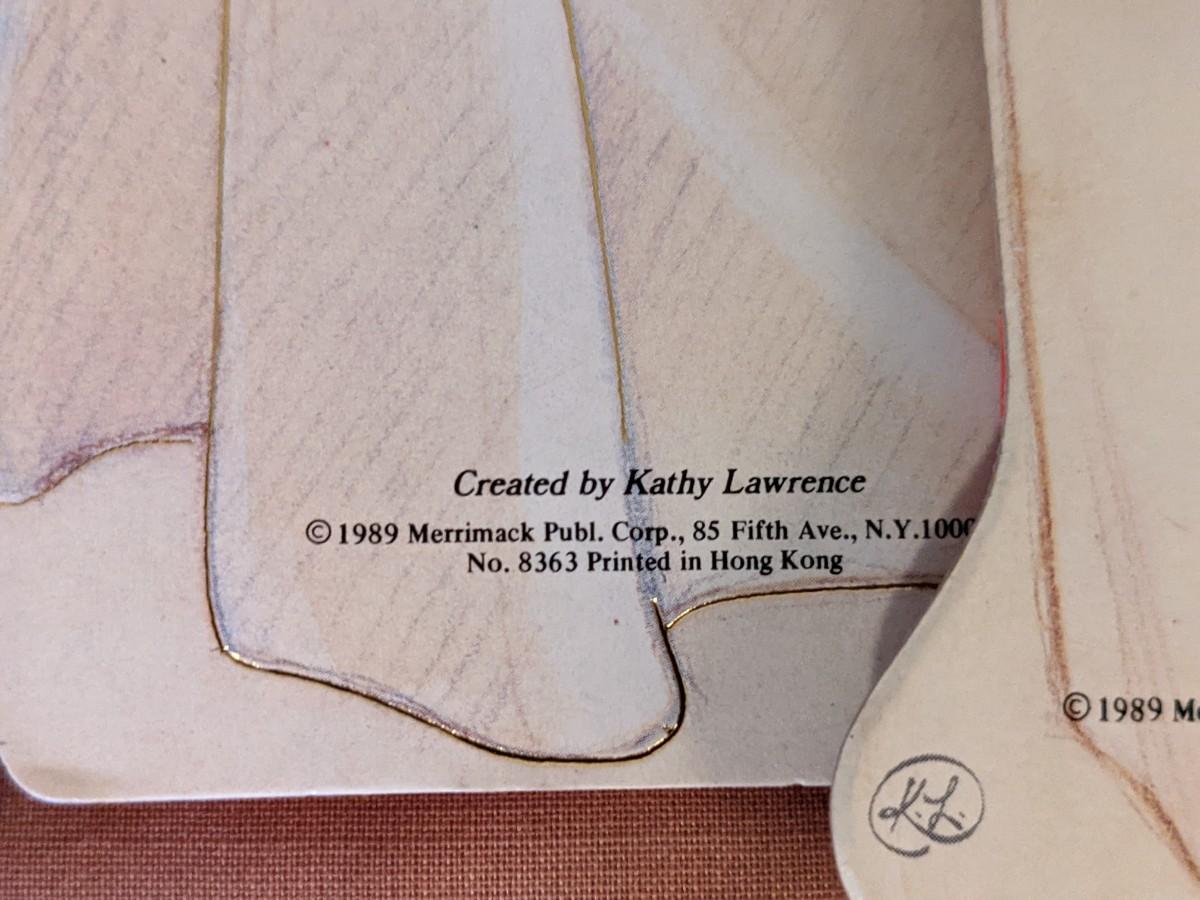 Created by Kathy Lawrence
© 1989 Merrimack Publ. Corp., 85 Fifth Ave., N.Y.
No. 8363 Printed in Hong Kong
© 1989
K.L.